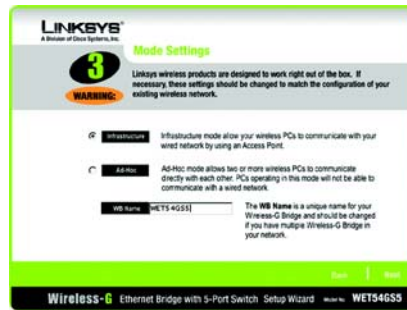 LINKSYS®
A Division of Cisco Systems, Inc.
3
WARNING:
Mode Settings
Linksys wireless products are designed to work right out of the box. If
necessary, these settings should be changed to match the configuration of your
existing wireless network.
Infrastructure
Infrastructure mode allow your wireless PCs to communicate with your
wired network by using an Access Point.
Ad-Hoc
Ad-Hoc mode allows two or more wireless PCs to communicate
directly with each other. PCs operating in this mode will not be able to
communicate with a wired network.
WB Name
WET54GS5
The WB Name is a unique name for your
Wireless-G Bridge and should be changed
if you have multiple Wireless-G Bridge in
your network.
Back
Next
Wireless-G Ethernet Bridge with 5-Port Switch Setup Wizard Model No. WET54GS5